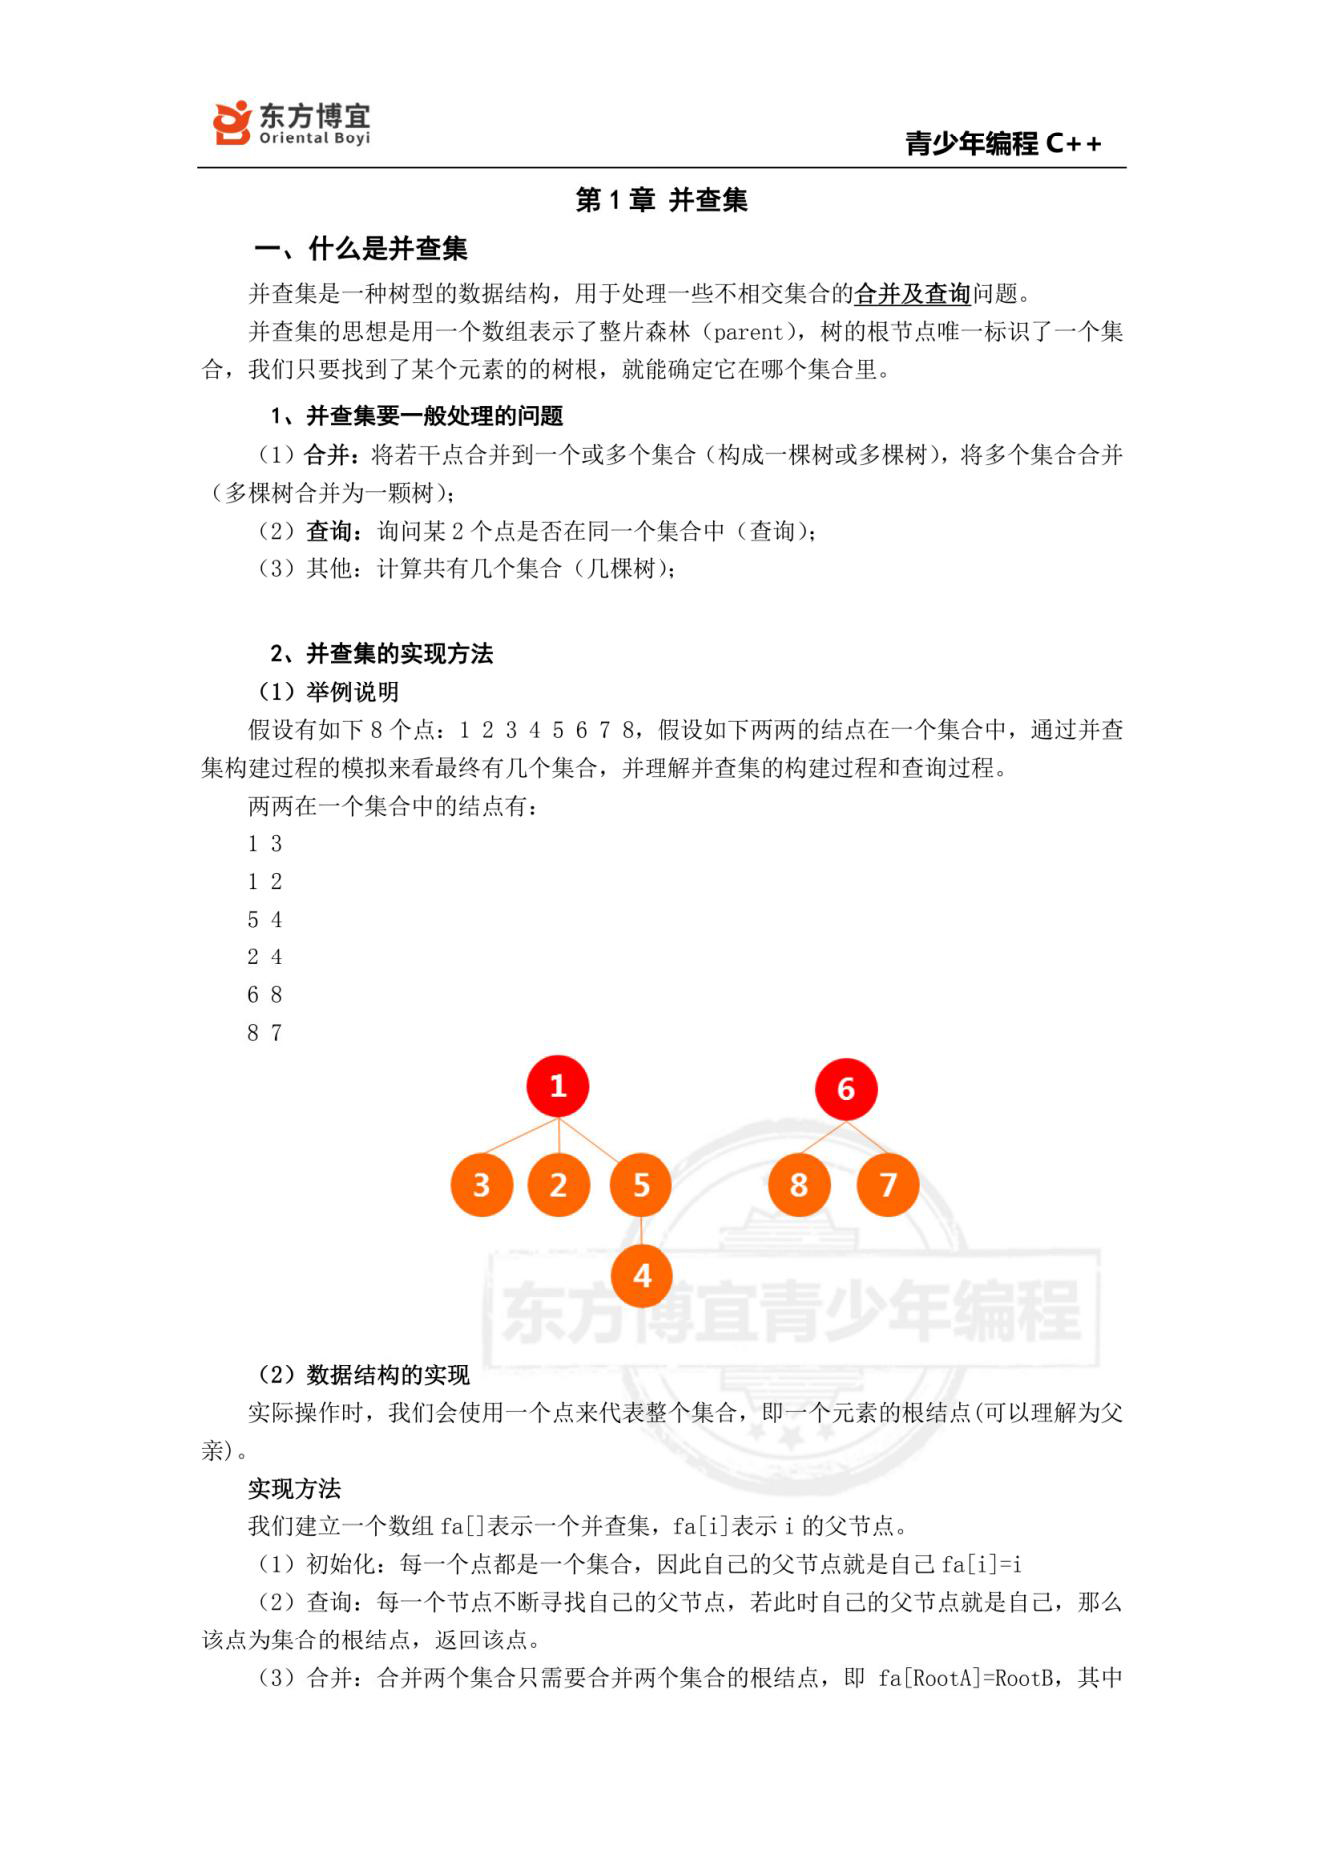 东方博宜
Oriental Boyi
青少年编程 C++
第 1 章 并查集
一、什么是并查集
并查集是一种树型的数据结构，用于处理一些不相交集合的合并及查询问题。
并查集的思想是用一个数组表示了整片森林（parent），树的根节点唯一标识了一个集
合，我们只要找到了某个元素的的树根，就能确定它在哪个集合里。
1、并查集要一般处理的问题
（1）合并：将若干点合并到一个或多个集合（构成一棵树或多棵树），将多个集合合并
（多棵树合并为一颗树）；
（2）查询：询问某 2 个点是否在同一个集合中（查询）；
（3）其他：计算共有几个集合（几棵树）；
2、并查集的实现方法
（1）举例说明
假设有如下 8 个点：1 2 3 4 5 6 7 8，假设如下两两的结点在一个集合中，通过并查
集构建过程的模拟来看最终有几个集合，并理解并查集的构建过程和查询过程。
两两在一个集合中的结点有：
1 3
1 2
5 4
2 4
6 8
8 7
1 6
3 2 5 8 7
4
东方博宜青少年编程
（2）数据结构的实现
实际操作时，我们会使用一个点来代表整个集合，即一个元素的根结点(可以理解为父
亲)。
实现方法
我们建立一个数组 fa[]表示一个并查集，fa[i]表示 i 的父节点。
（1）初始化：每一个点都是一个集合，因此自己的父节点就是自己 fa[i]=i
（2）查询：每一个节点不断寻找自己的父节点，若此时自己的父节点就是自己，那么
该点为集合的根结点，返回该点。
（3）合并：合并两个集合只需要合并两个集合的根结点，即 fa[RootA]=RootB，其中